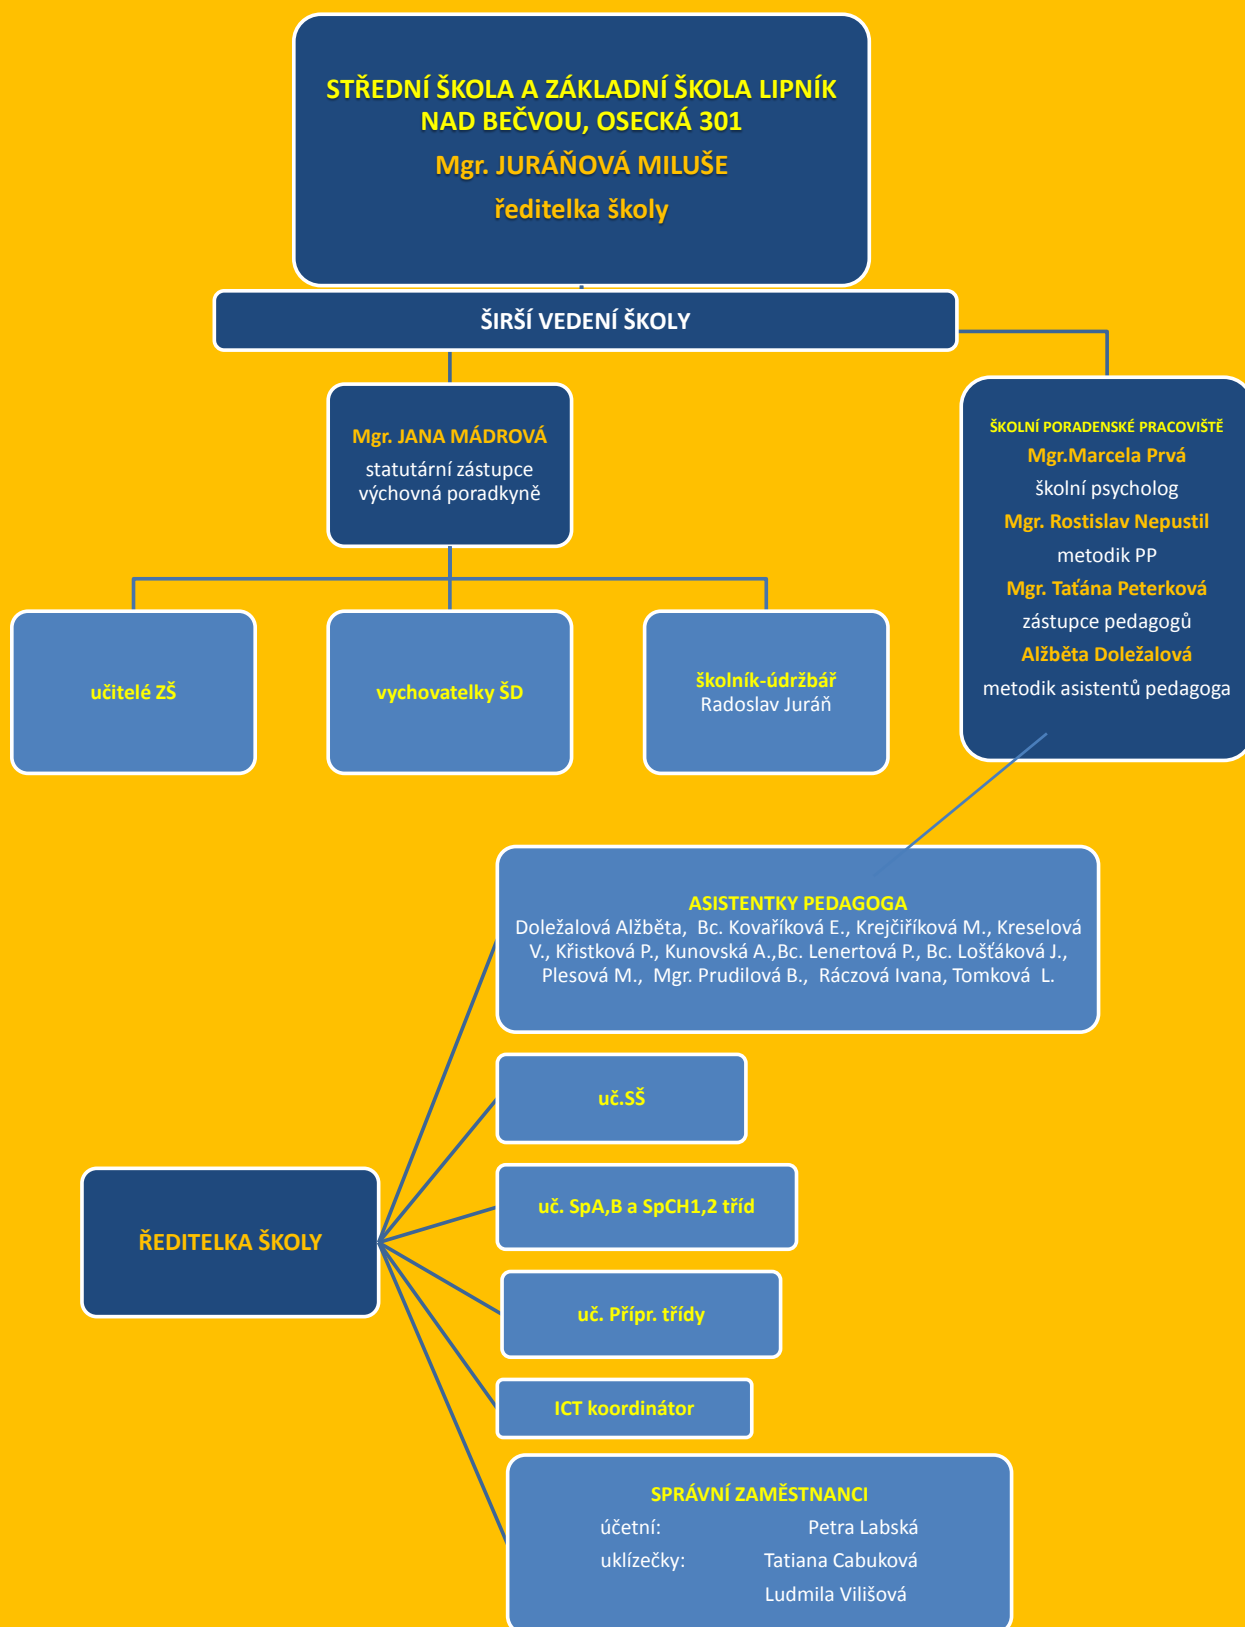 STŘEDNÍ ŠKOLA A ZÁKLADNÍ ŠKOLA LIPNÍK
NAD BEČVOU, OSECKÁ 301
Mgr. JURÁŇOVÁ MILUŠE
ředitelka školy
ŠIRŠÍ VEDENÍ ŠKOLY
Mgr. JANA MÁDROVÁ
statutární zástupce
výchovná poradkyně
ŠKOLNÍ PORADENSKÉ PRACOVIŠTĚ
Mgr.Marcela Prvá
školní psycholog
Mgr. Rostislav Nepustil
metodik PP
Mgr. Taťána Peterková
zástupce pedagogů
Alžběta Doležalová
metodik asistentů pedagoga
učitelé ZŠ
vychovatelky ŠD
školník-údržbář
Radoslav Juráň
ASISTENTKY PEDAGOGA
Doležalová Alžběta, Bc. Kovaříková E., Krejčiříková M., Kreselová
V., Křistková P., Kunovská A.,Bc. Lenertová P., Bc. Lošťáková J.,
Plesová M., Mgr. Prudilová B., Ráczová Ivana, Tomková L.
uč.SŠ
uč. SpA,B a SpCH1,2 tříd
ŘEDITELKA ŠKOLY
uč. Přípr. třídy
ICT koordinátor
SPRÁVNÍ ZAMĚSTNANCI
účetní: Petra Labská
uklízečky: Tatiana Cabuková
Ludmila Vilišová